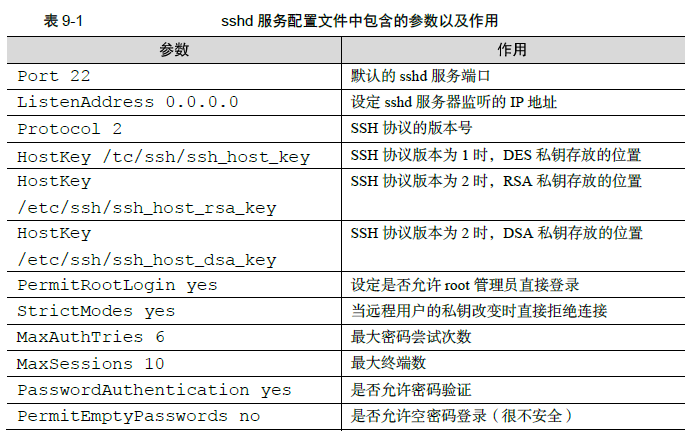 表 9-1 sshd 服务配置文件中包含的参数以及作用
参数 作用
Port 22 默认的 sshd 服务端口
ListenAddress 0.0.0.0 设定 sshd 服务器监听的 IP 地址
Protocol 2 SSH 协议的版本号
HostKey /tc/ssh/ssh_host_key SSH 协议版本为 1 时，DES 私钥存放的位置
HostKey SSH 协议版本为 2 时，RSA 私钥存放的位置
/etc/ssh/ssh_host_rsa_key
HostKey SSH 协议版本为 2 时，DSA 私钥存放的位置
/etc/ssh/ssh_host_dsa_key
PermitRootLogin yes 设定是否允许 root 管理员直接登录
StrictModes yes 当远程用户的私钥改变时直接拒绝连接
MaxAuthTries 6 最大密码尝试次数
MaxSessions 10 最大终端数
PasswordAuthentication yes 是否允许密码验证
PermitEmptyPasswords no 是否允许空密码登录（很不安全）